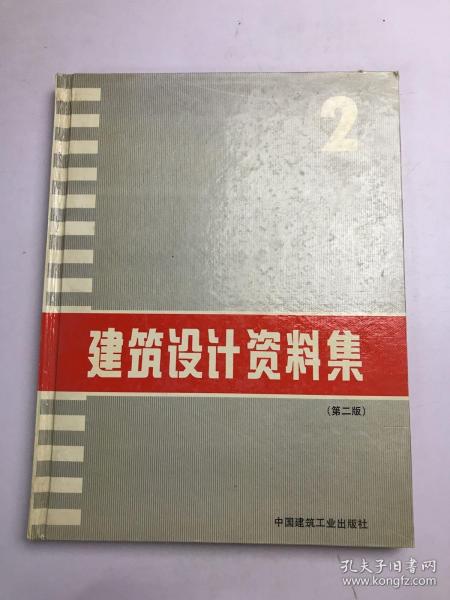 2
建筑设计资料集
(第二版)
中国建筑工业出版社
孔夫子旧书网
www.kongfz.com